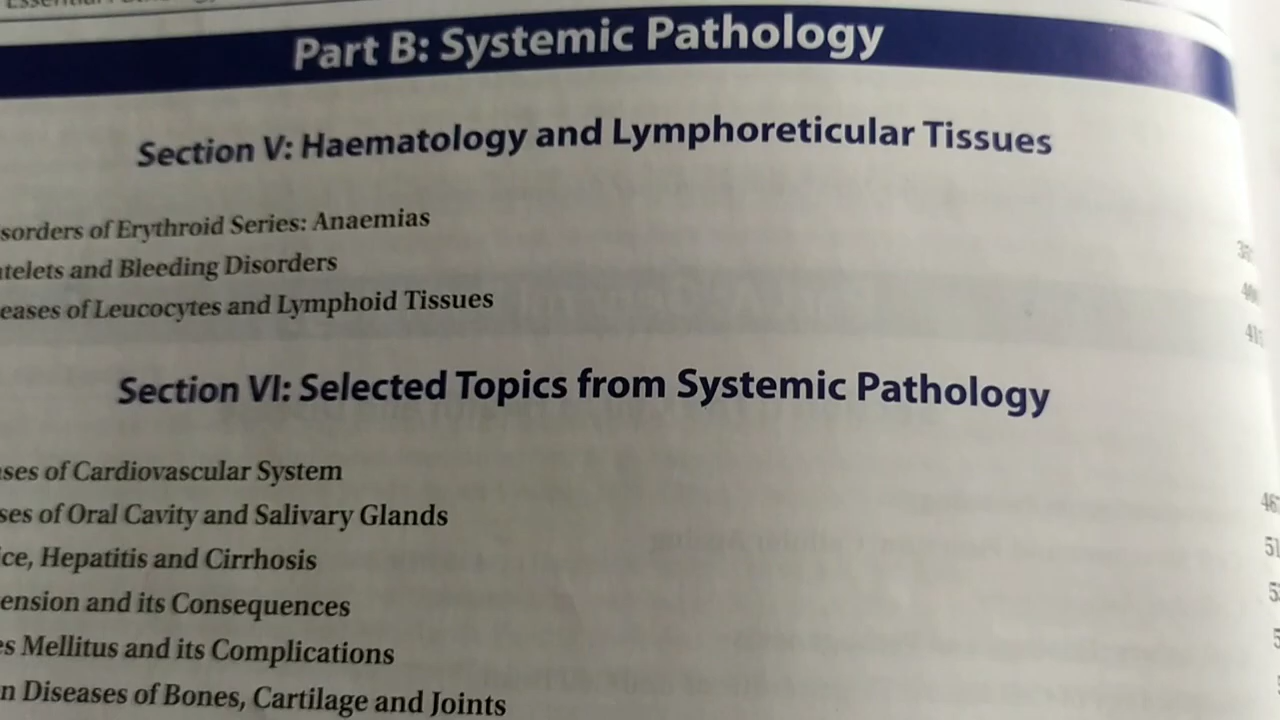 Part B: Systemic Pathology
Section V: Haematology and Lymphoreticular Tissues
sorders of Erythroid Series: Anaemias
telets and Bleeding Disorders
eases of Leucocytes and Lymphoid Tissues
Section VI: Selected Topics from Systemic Pathology
ses of Cardiovascular System
ses of Oral Cavity and Salivary Glands
ice, Hepatitis and Cirrhosis
ension and its Consequences
es Mellitus and its Complications
n Diseases of Bones, Cartilage and Joints